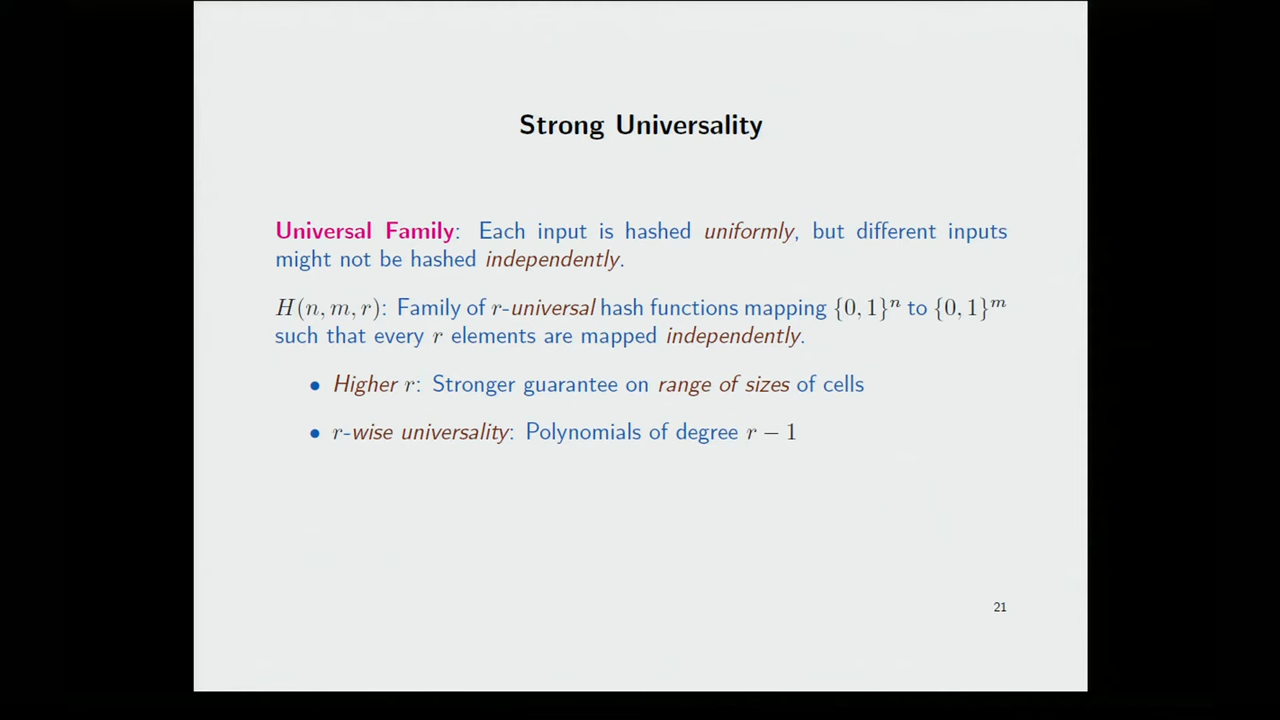 Strong Universality
Universal Family: Each input is hashed uniformly, but different inputs
might not be hashed independently.
H(n, m, r): Family of r-universal hash functions mapping {0, 1}ⁿ to {0, 1}ᵐ
such that every r elements are mapped independently.
• Higher r: Stronger guarantee on range of sizes of cells
• r-wise universality: Polynomials of degree r − 1
21